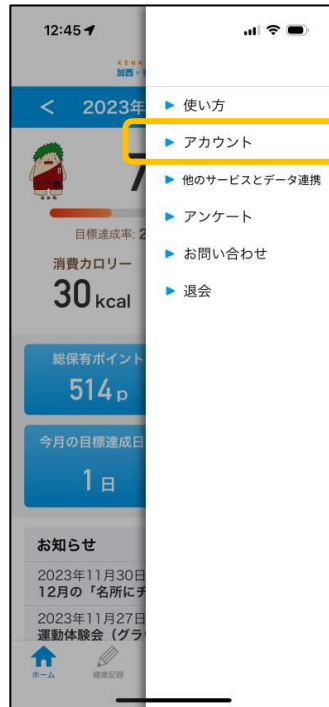 12:45
加西×
< 2023年
目標達成率: 2
消費カロリー
30 kcal
総保有ポイント
514 p
今月の目標達成日
1 日
お知らせ
2023年11月30日
12月の「名所にチ
2023年11月27日
運動体験会(グラ
ホーム
健康記録
使い方
アカウント
他のサービスとデータ連携
アンケート
お問い合わせ
退会